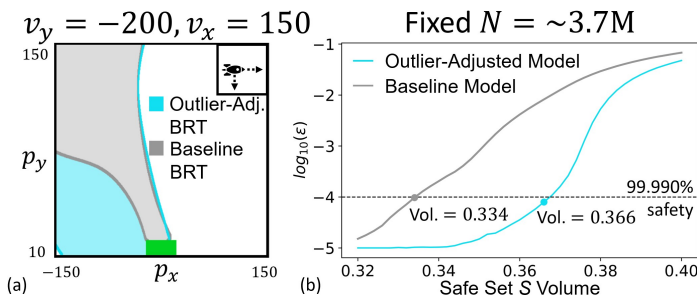 v_y = −200, v_x = 150
150
Outlier-Adj.
BRT
Baseline
BRT
p_y
10
−150
p_x
150
(a)
Fixed N = ~3.7M
−1
−2
−3
−4
−5
log₁₀(ε)
Outlier-Adjusted Model
Baseline Model
99.990%
safety
Vol. = 0.334
Vol. = 0.366
0.32
0.34
0.36
0.38
0.40
Safe Set S Volume
(b)